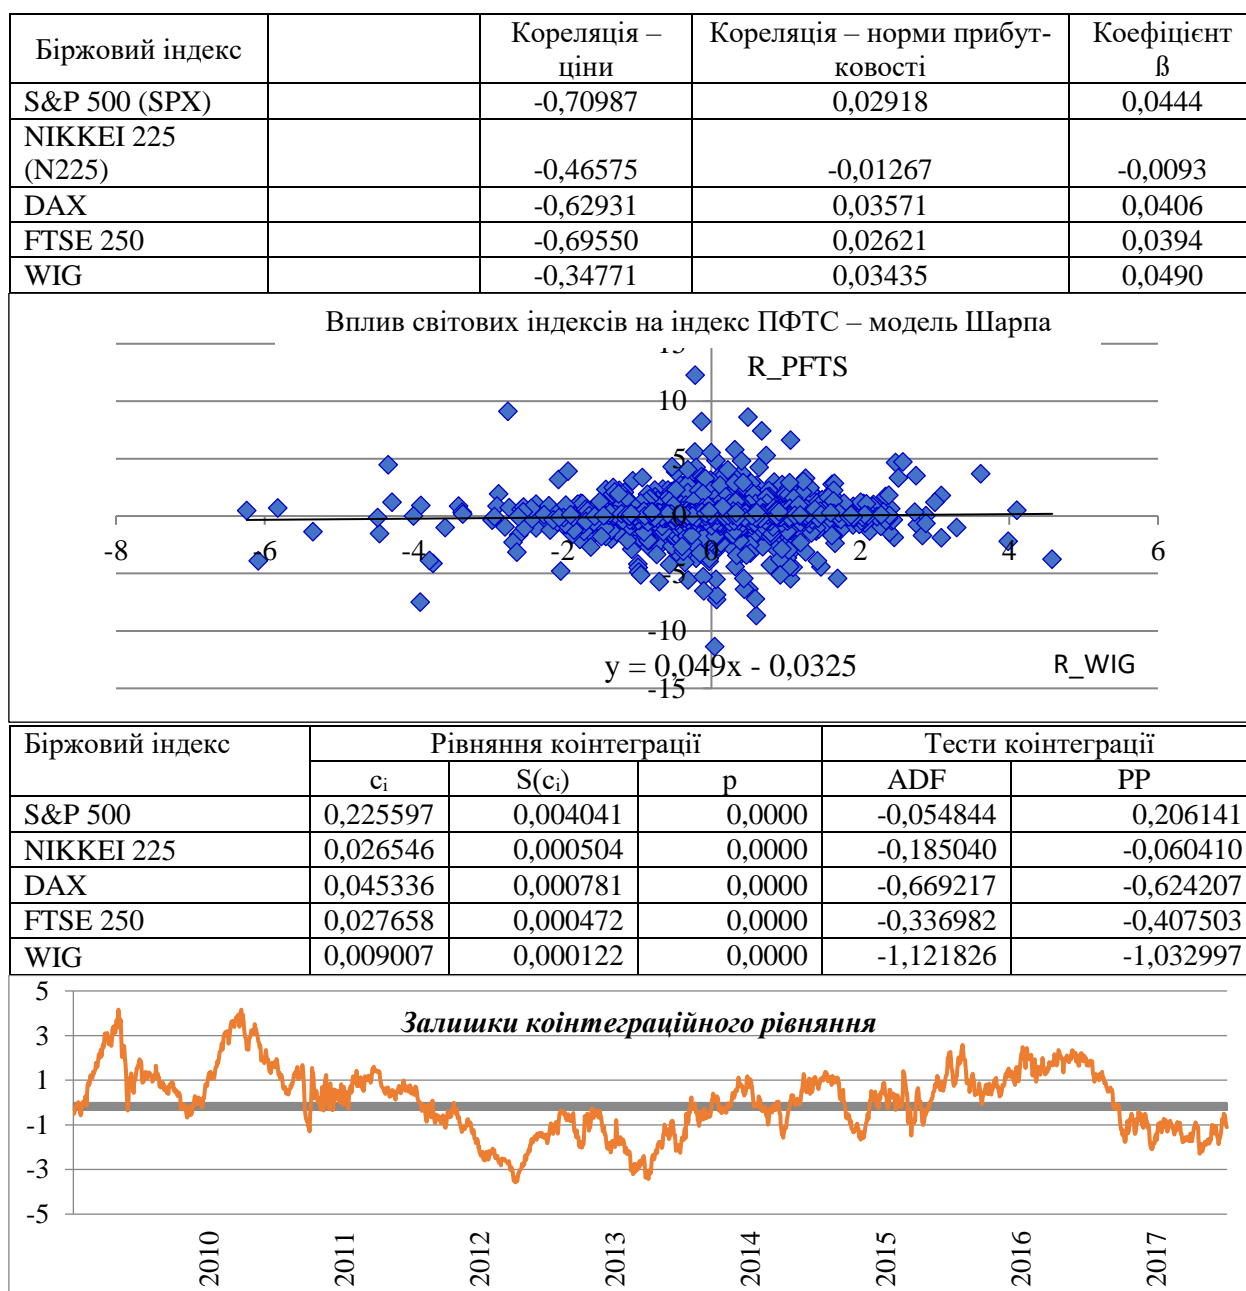 Біржовий індекс Кореляція – ціни Кореляція – норми прибут-ковості Коефіцієнт ß
S&P 500 (SPX) -0,70987 0,02918 0,0444
NIKKEI 225
(N225) -0,46575 -0,01267 -0,0093
DAX -0,62931 0,03571 0,0406
FTSE 250 -0,69550 0,02621 0,0394
WIG -0,34771 0,03435 0,0490
Вплив світових індексів на індекс ПФТС – модель Шарпа
15
R_PFTS
10
5
0
-8 -6 -4 -2 0 2 4 6
-5
-10
y = 0,049x - 0,0325 R_WIG
-15
Біржовий індекс Рівняння коінтеграції Тести коінтеграції
ci S(ci) p ADF PP
S&P 500 0,225597 0,004041 0,0000 -0,054844 0,206141
NIKKEI 225 0,026546 0,000504 0,0000 -0,185040 -0,060410
DAX 0,045336 0,000781 0,0000 -0,669217 -0,624207
FTSE 250 0,027658 0,000472 0,0000 -0,336982 -0,407503
WIG 0,009007 0,000122 0,0000 -1,121826 -1,032997
5
Залишки коінтеграційного рівняння
3
1
-1
-3
-5
2010 2011 2012 2013 2014 2015 2016 2017